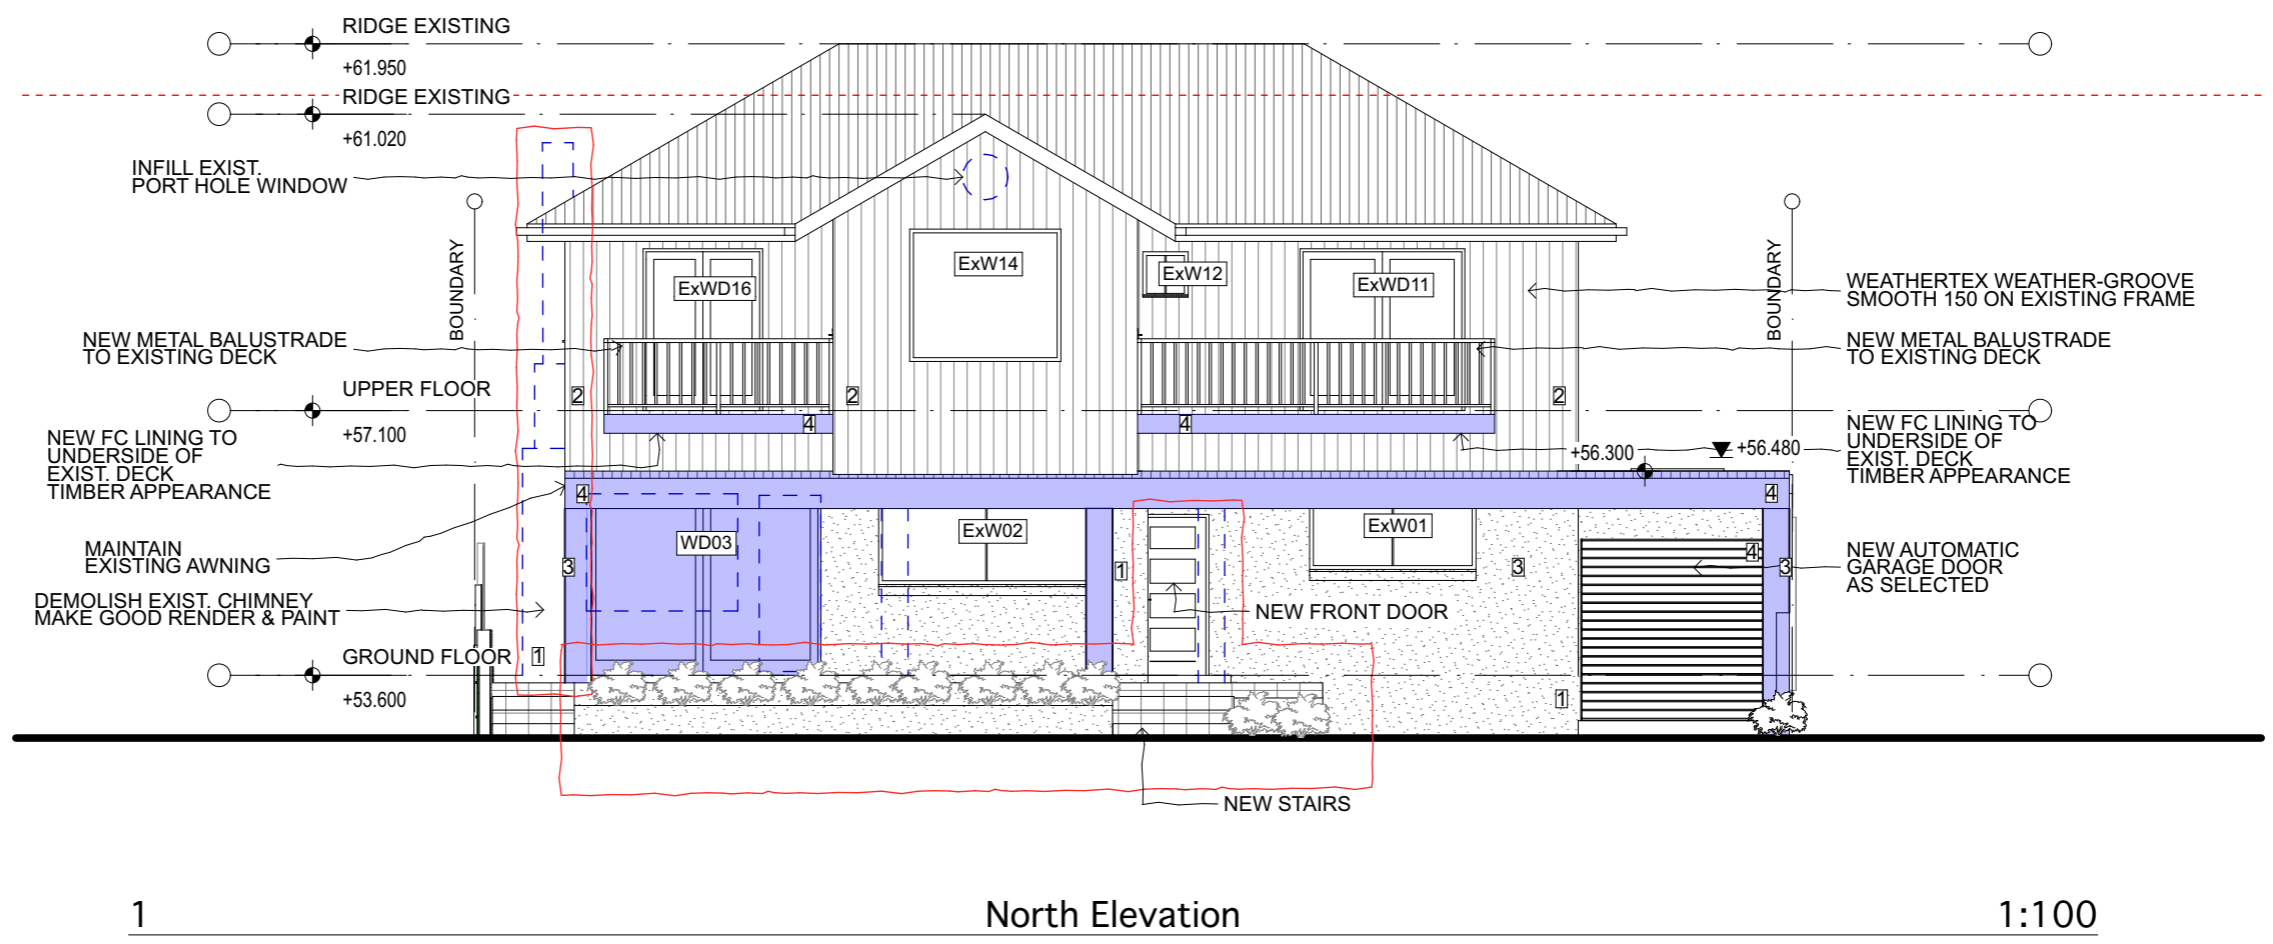 RIDGE EXISTING
+61.950
RIDGE EXISTING
+61.020
INFILL EXIST.
PORT HOLE WINDOW
BOUNDARY
BOUNDARY
ExW14
ExW12
ExWD16
ExWD11
WEATHERTEX WEATHER-GROOVE
SMOOTH 150 ON EXISTING FRAME
NEW METAL BALUSTRADE
TO EXISTING DECK
NEW METAL BALUSTRADE
TO EXISTING DECK
UPPER FLOOR
+57.100
2
2
2
4
4
NEW FC LINING TO
UNDERSIDE OF
EXIST. DECK
TIMBER APPEARANCE
+56.300
+56.480
NEW FC LINING TO
UNDERSIDE OF
EXIST. DECK
TIMBER APPEARANCE
4
4
MAINTAIN
EXISTING AWNING
WD03
ExW02
ExW01
3
1
3
4
3
NEW AUTOMATIC
GARAGE DOOR
AS SELECTED
DEMOLISH EXIST. CHIMNEY
MAKE GOOD RENDER & PAINT
NEW FRONT DOOR
GROUND FLOOR
+53.600
1
1
NEW STAIRS
1
North Elevation
1:100